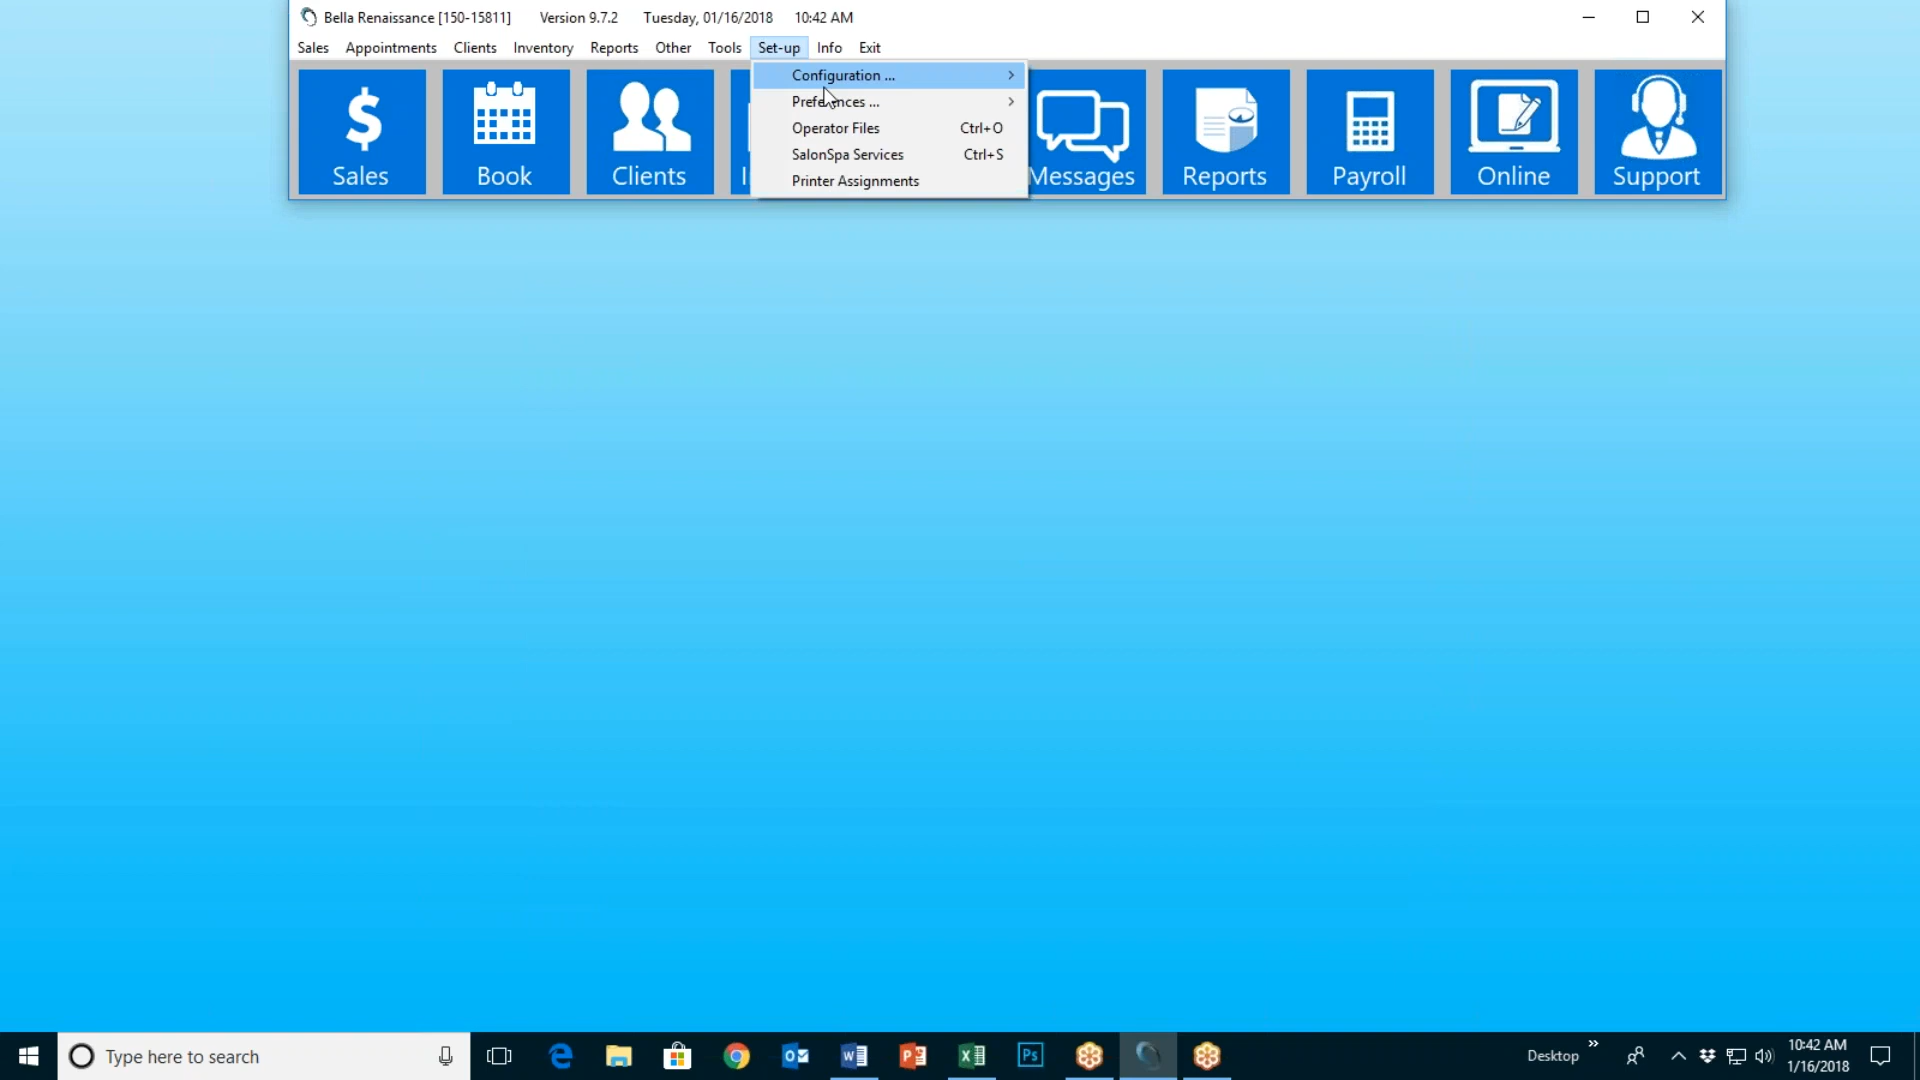 Bella Renaissance [150-15811] Version 9.7.2 Tuesday, 01/16/2018 10:42 AM
Sales Appointments Clients Inventory Reports Other Tools Set-up Info Exit
Configuration ...
Preferences ...
Operator Files Ctrl+O
SalonSpa Services Ctrl+S
Printer Assignments
Sales Book Clients Messages Reports Payroll Online Support
Type here to search
Desktop
10:42 AM
1/16/2018